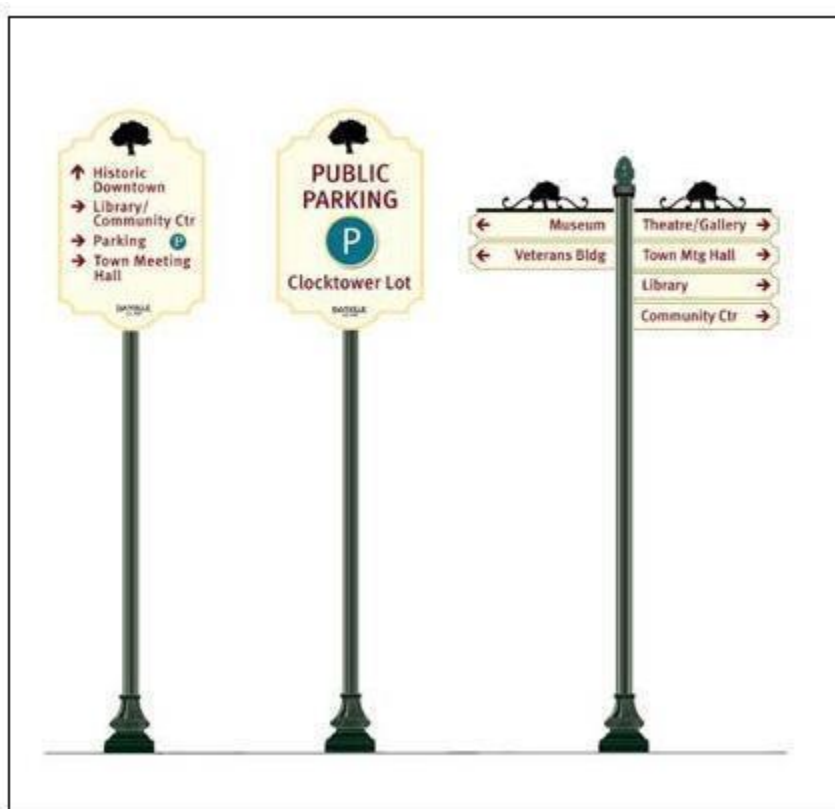 Historic
Downtown
Library/
Community Ctr
Parking P
Town Meeting
Hall
PUBLIC
PARKING
P
Clocktower Lot
Museum
Veterans Bldg
Theatre/Gallery
Town Mtg Hall
Library
Community Ctr